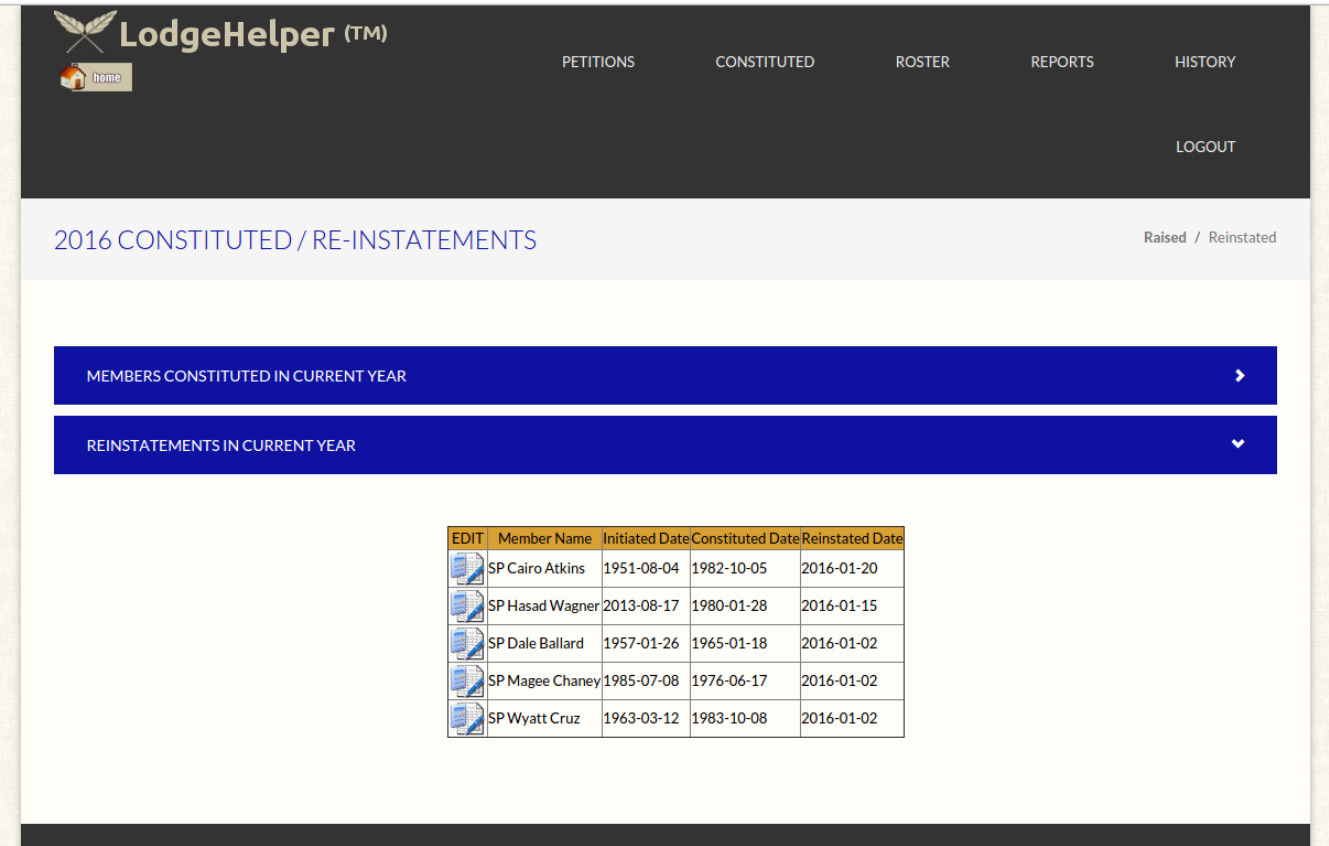 LodgeHelper (TM)
home
PETITIONS CONSTITUTED ROSTER REPORTS HISTORY
LOGOUT
2016 CONSTITUTED / RE-INSTATEMENTS
Raised / Reinstated
MEMBERS CONSTITUTED IN CURRENT YEAR
REINSTATEMENTS IN CURRENT YEAR
EDIT Member Name Initiated Date Constituted Date Reinstated Date
SP Cairo Atkins 1951-08-04 1982-10-05 2016-01-20
SP Hasad Wagner 2013-08-17 1980-01-28 2016-01-15
SP Dale Ballard 1957-01-26 1965-01-18 2016-01-02
SP Magee Chaney 1985-07-08 1976-06-17 2016-01-02
SP Wyatt Cruz 1963-03-12 1983-10-08 2016-01-02